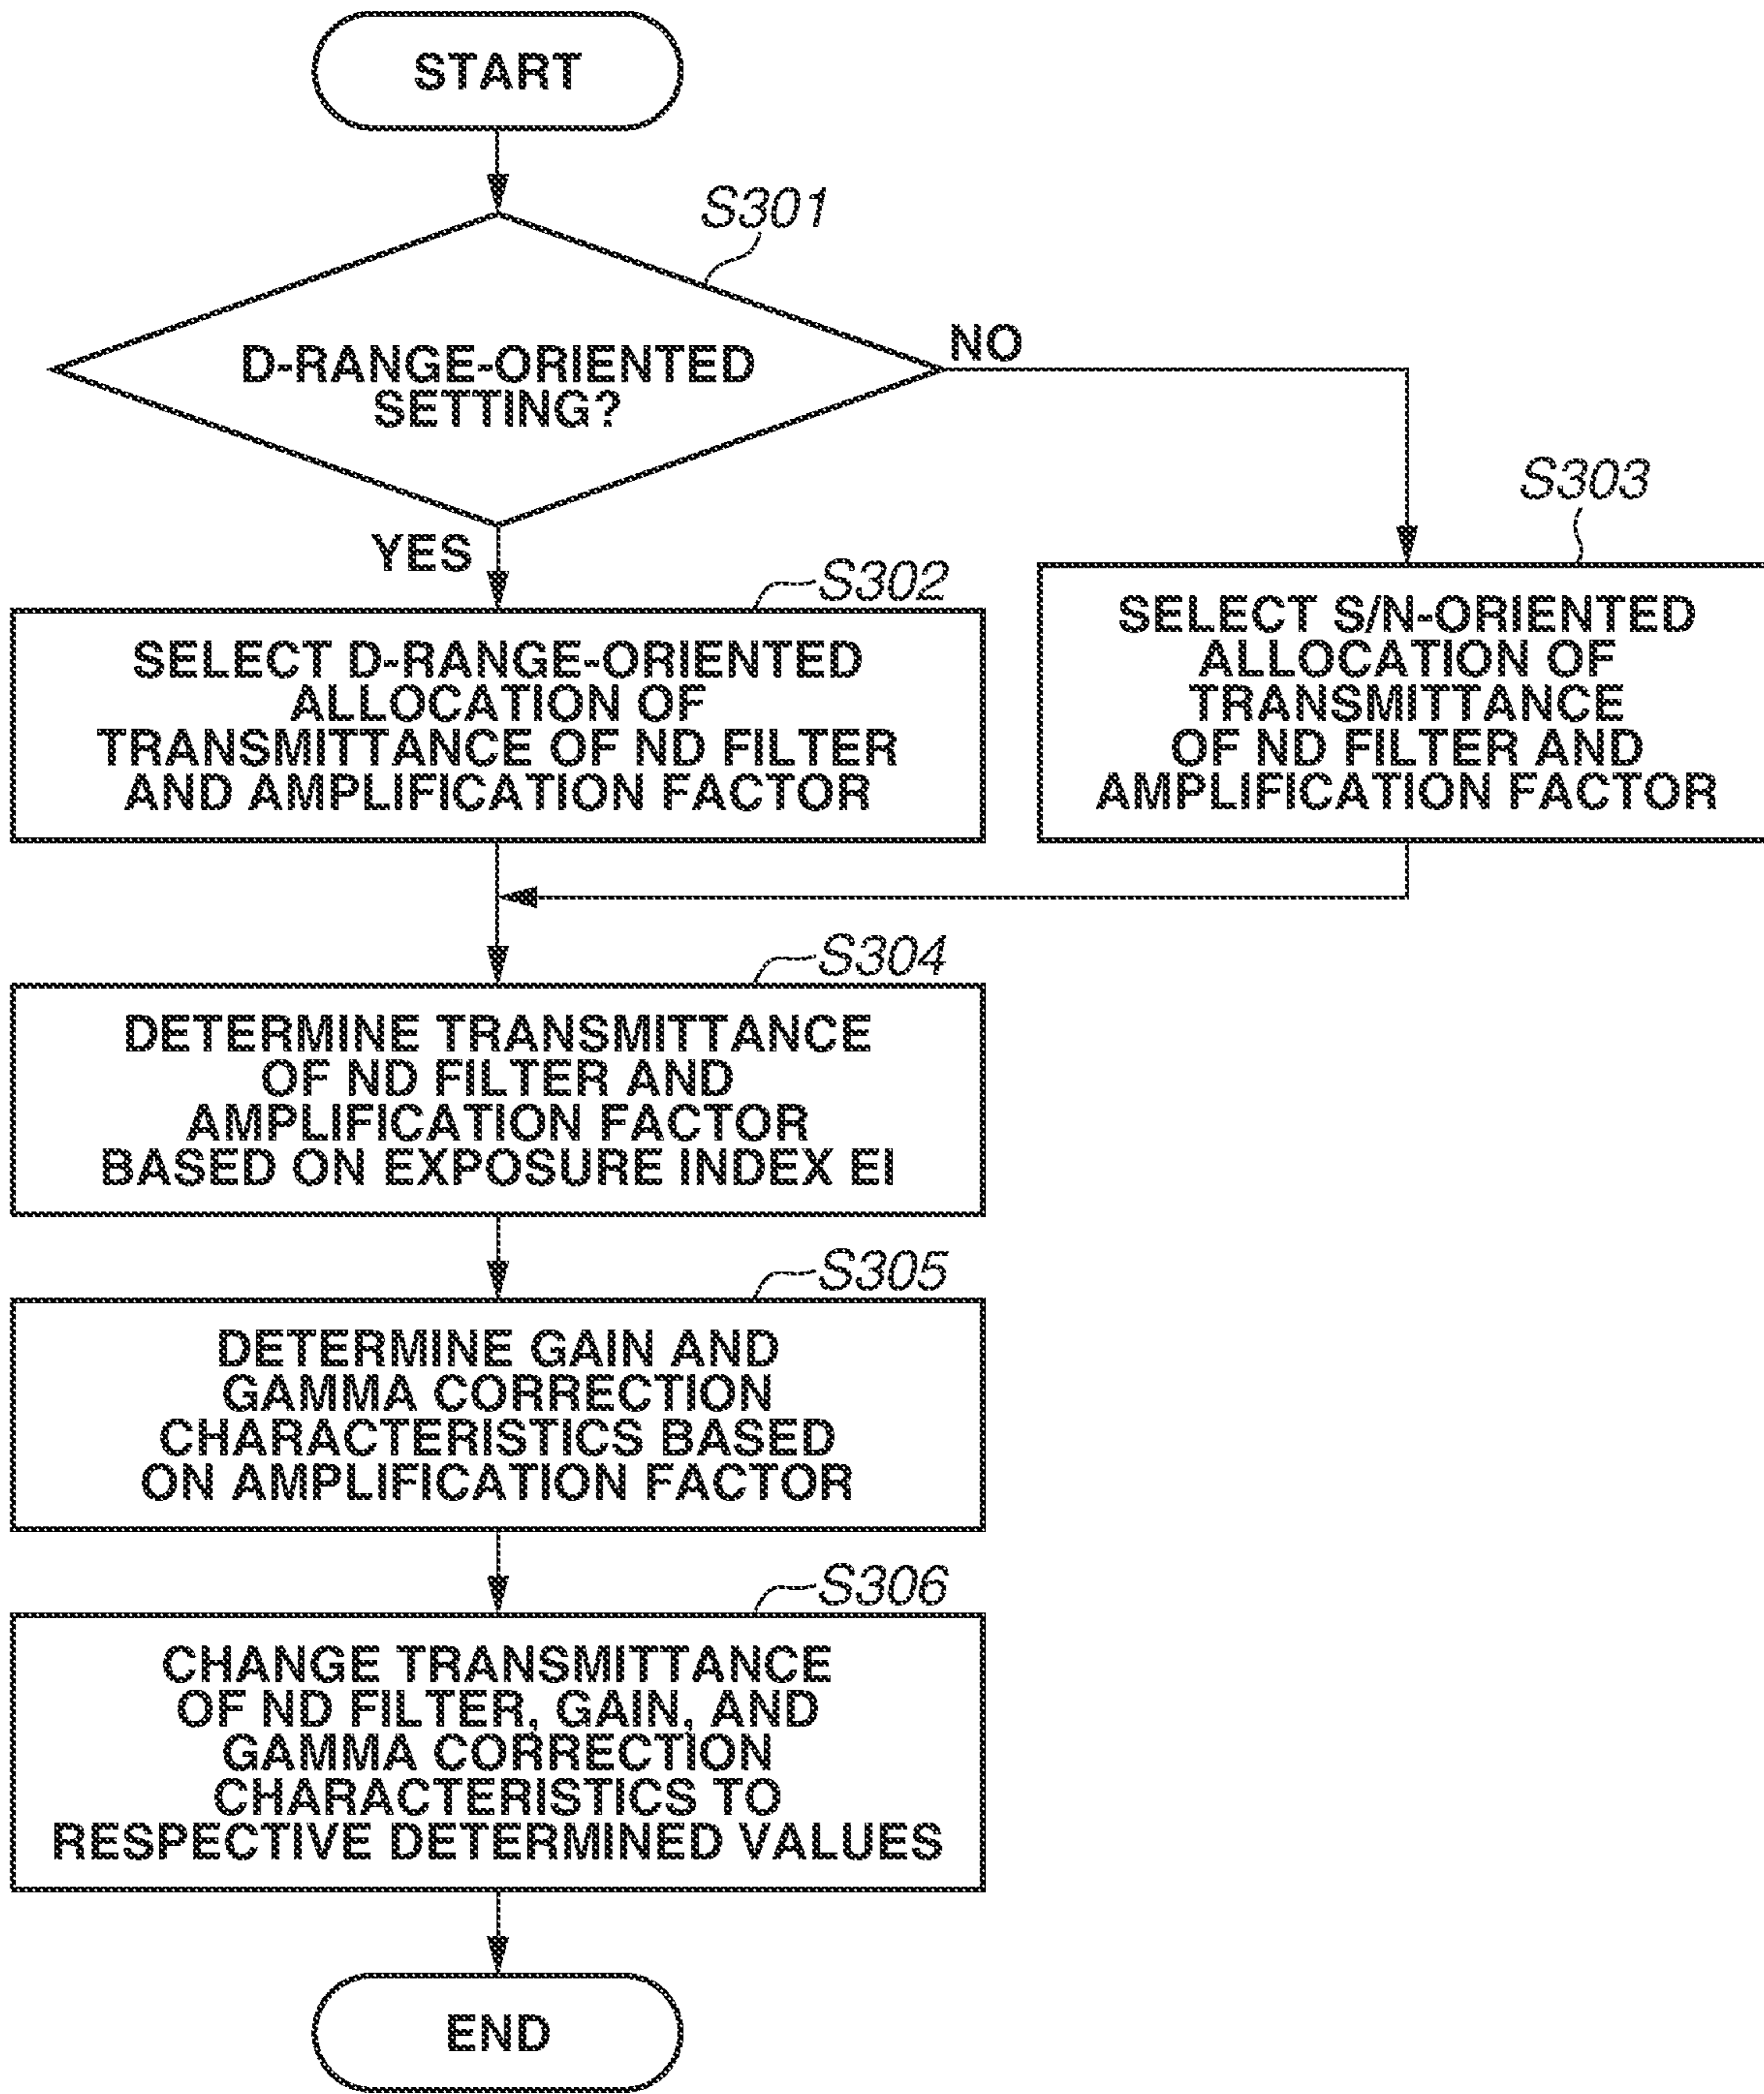 START
S301
D-RANGE-ORIENTED
SETTING?
NO
YES
S302
SELECT D-RANGE-ORIENTED
ALLOCATION OF
TRANSMITTANCE OF ND FILTER
AND AMPLIFICATION FACTOR
S303
SELECT S/N-ORIENTED
ALLOCATION OF
TRANSMITTANCE
OF ND FILTER AND
AMPLIFICATION FACTOR
S304
DETERMINE TRANSMITTANCE
OF ND FILTER AND
AMPLIFICATION FACTOR
BASED ON EXPOSURE INDEX EI
S305
DETERMINE GAIN AND
GAMMA CORRECTION
CHARACTERISTICS BASED
ON AMPLIFICATION FACTOR
S306
CHANGE TRANSMITTANCE
OF ND FILTER, GAIN, AND
GAMMA CORRECTION
CHARACTERISTICS TO
RESPECTIVE DETERMINED VALUES
END